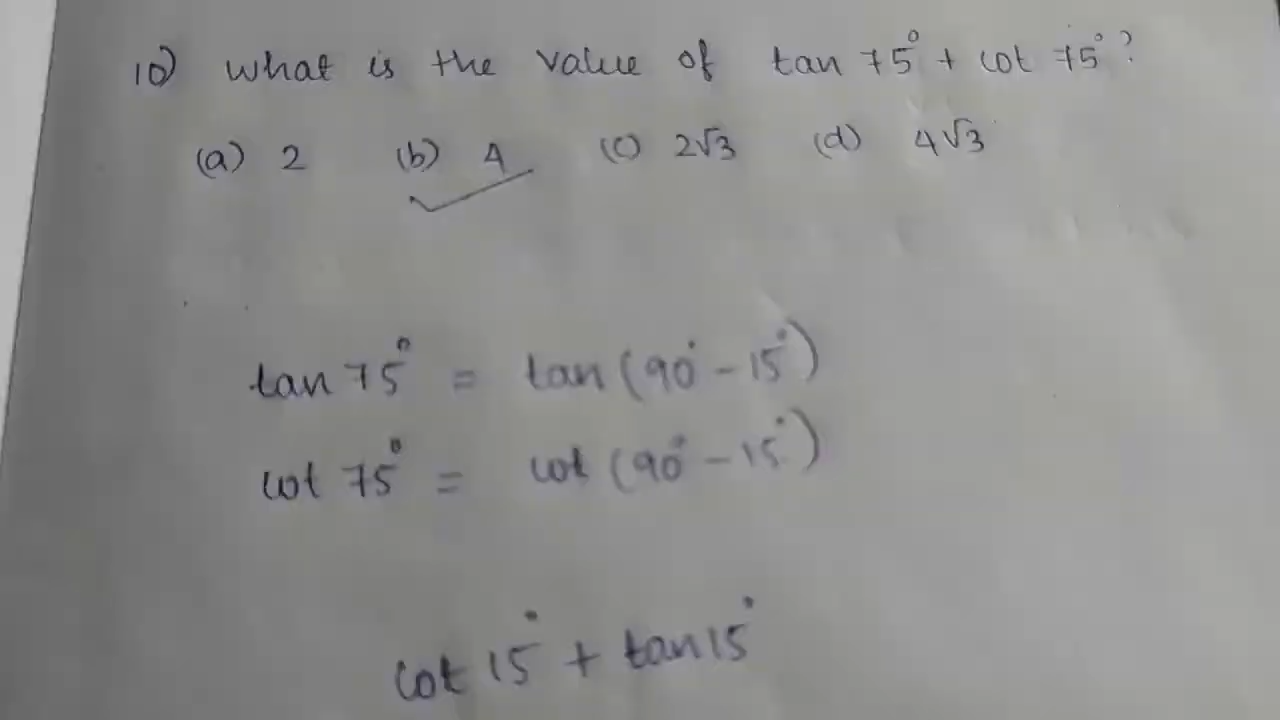 10) what is the value of tan 75° + cot 75°?
(a) 2 (b) 4 (c) 2√3 (d) 4√3
tan 75° = tan (90° - 15°)
cot 75° = cot (90° - 15°)
cot 15° + tan 15°